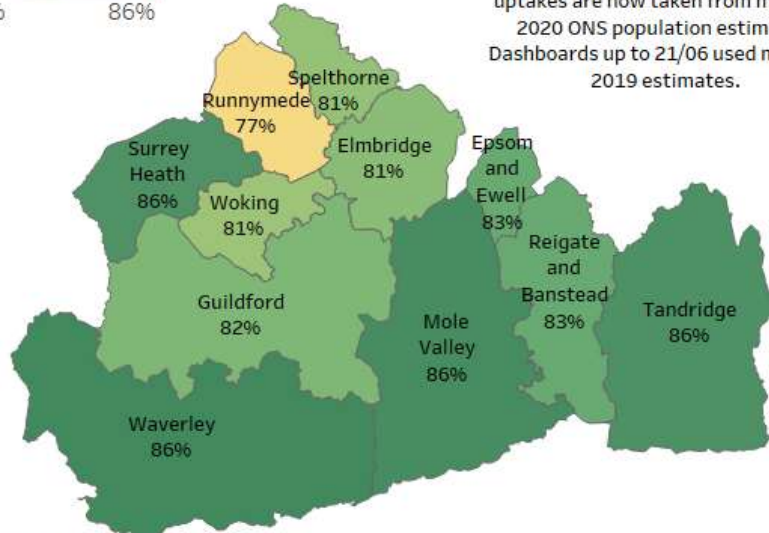 86%
uptakes are now taken from
2020 ONS population
Dashboards up to 21/06 used
2019 estimates.
Spelthorne
81%
Runnymede
77%
Elmbridge
81%
Epsom
and
Ewell
83%
Surrey
Heath
86%
Woking
81%
Reigate
and
Banstead
83%
Guildford
82%
Mole
Valley
86%
Tandridge
86%
Waverley
86%